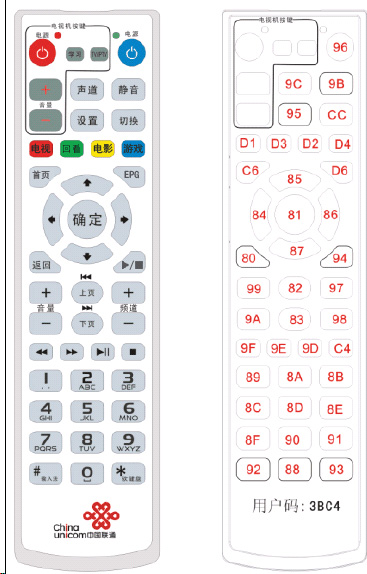 电视机按键
电源
电源
学习
TV/IPTV
+
音量
−
声道
静音
设置
切换
电视
回看
电影
游戏
首页
EPG
确定
返回
+
音量
−
上页
下页
+
频道
−
1
2
ABC
3
DEF
4
GHI
5
JKL
6
MNO
7
PQRS
8
TUV
9
WXYZ
#
输入法
0
*
软键盘
China
unicom中国联通
电视机按键
96
9C 9B
95 CC
D1 D3 D2 D4
C6 D6
85
84 81 86
87
80 94
99 82 97
9A 83 98
9F 9E 9D C4
89 8A 8B
8C 8D 8E
8F 90 91
92 88 93
用户码: 3BC4